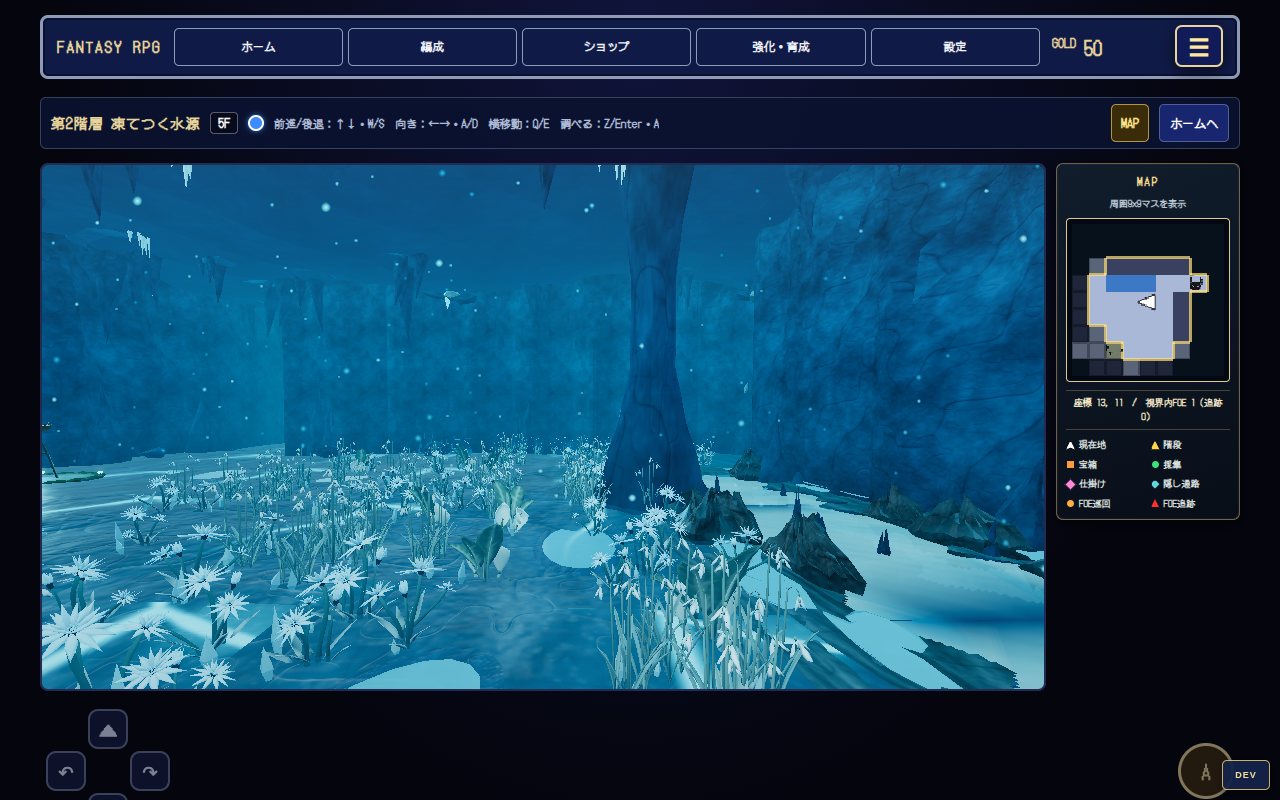 FANTASY RPG
ホーム
編成
ショップ
強化・育成
設定
GOLD 50
第2階層 凍てつく水源
5F
前進/後退：↑↓・W/S 向き：←→・A/D 横移動：Q/E 調べる：Z/Enter・A
MAP
ホームへ
MAP
周囲9x9マスを表示
座標 13, 11 / 視界内FOE 1（追跡
0）
現在地
階段
宝箱
採集
仕掛け
隠し通路
FOE巡回
FOE追跡
A
DEV